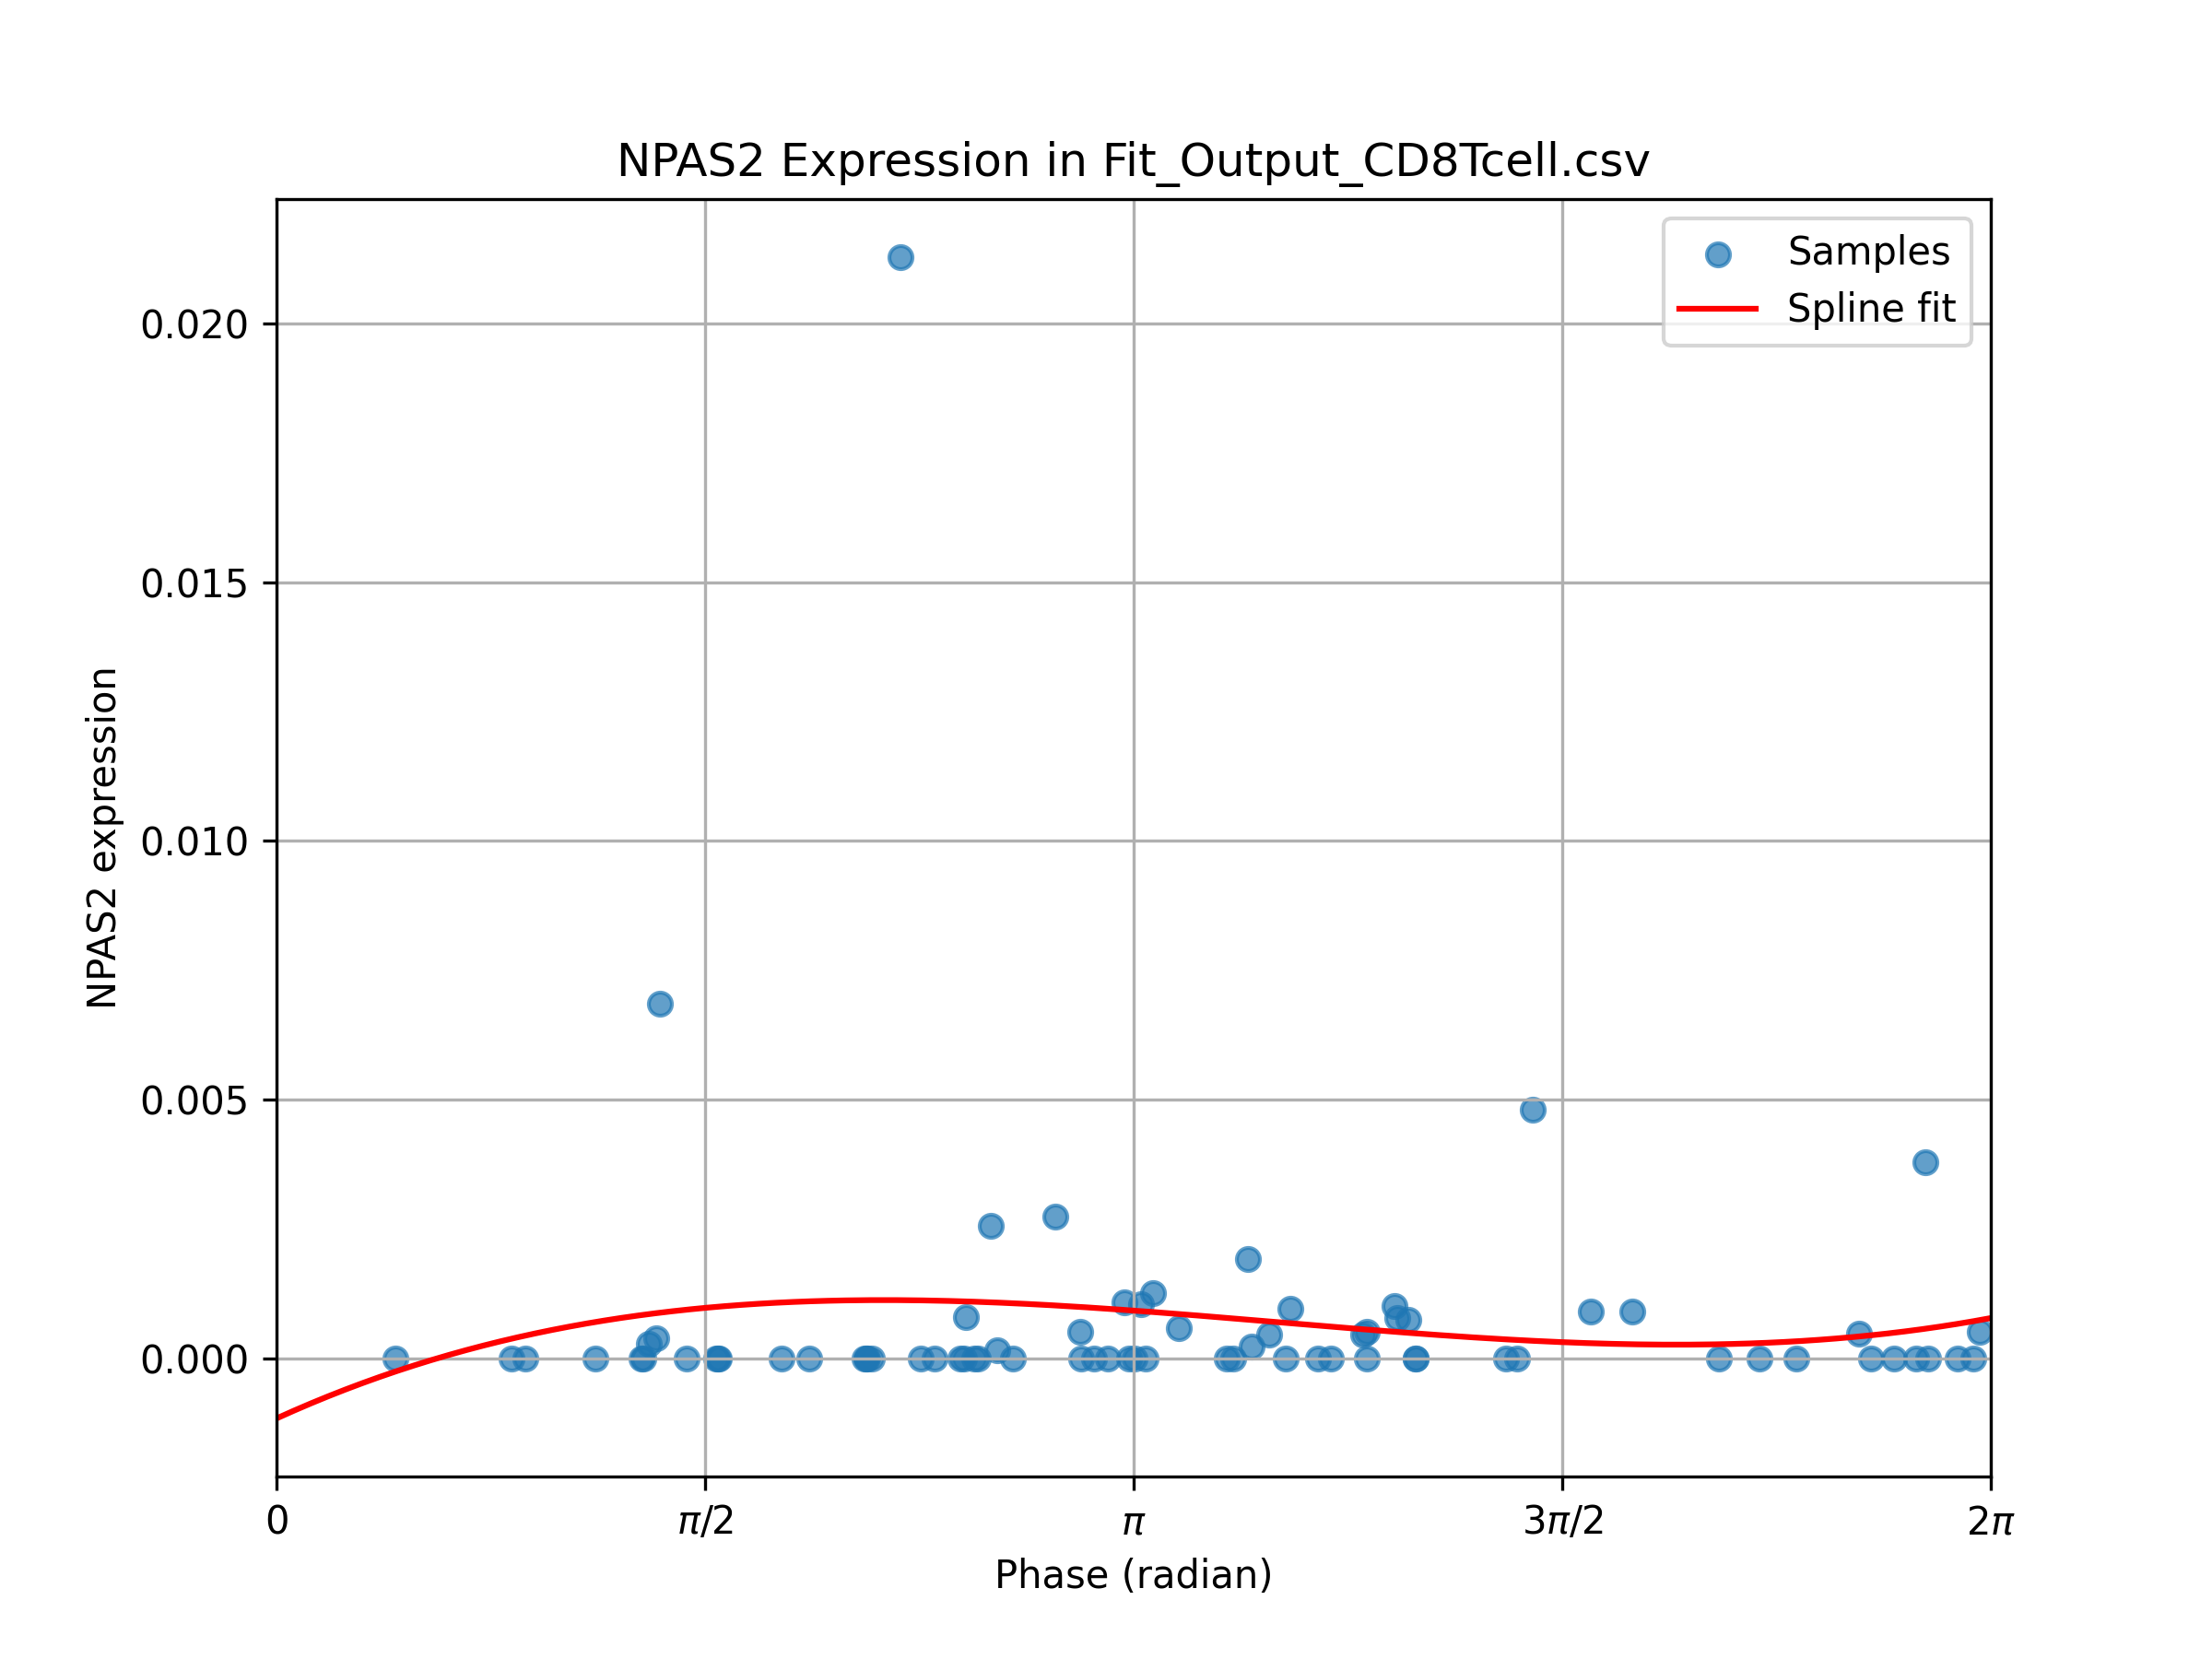 NPAS2 Expression in Fit_Output_CD8Tcell.csv
Samples
Spline fit
0.020
0.015
0.010
0.005
0.000
NPAS2 expression
0
π/2
π
3π/2
2π
Phase (radian)